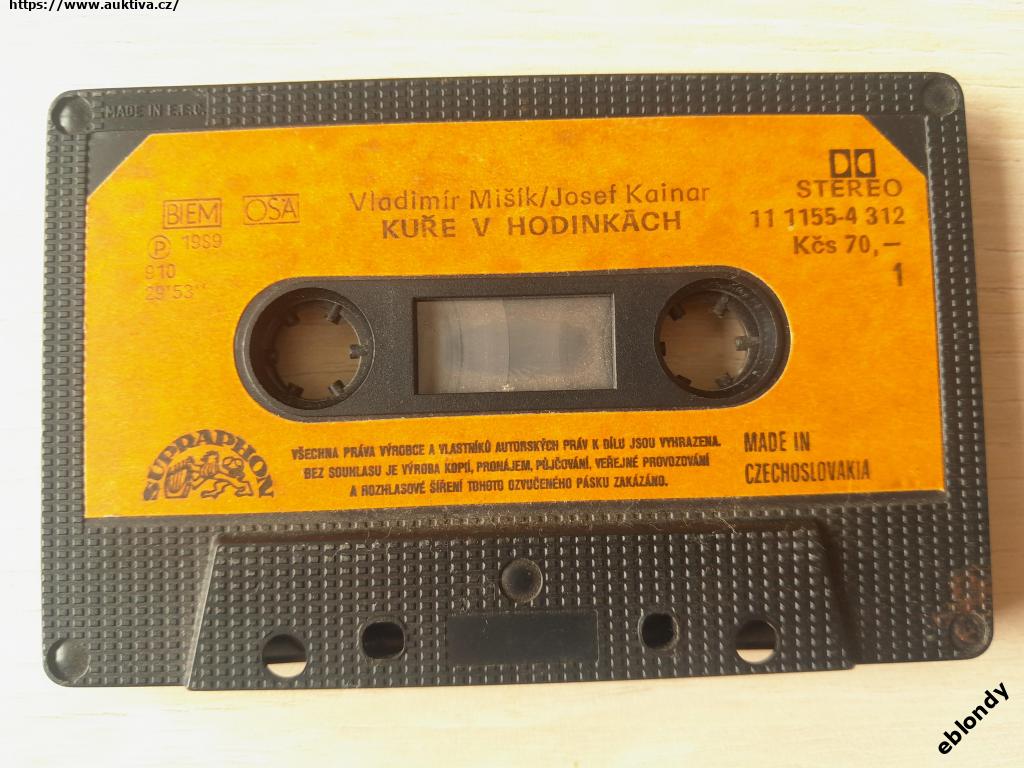 https://www.auktiva.cz/
MADE IN E.E.C.
BIEM OSA
Vladimír Mišík/Josef Kainar
KUŘE V HODINKÁCH
STEREO
11 1155-4 312
Kčs 70,—
1
Ⓟ 1989
910
29'53"
SUPRAPHON
VŠECHNA PRÁVA VÝROBCE A VLASTNÍKŮ AUTORSKÝCH PRÁV K DÍLU JSOU VYHRAZENA.
BEZ SOUHLASU JE VÝROBA KOPIÍ, PRONÁJEM, PŮJČOVÁNÍ, VEŘEJNÉ PROVOZOVÁNÍ
A ROZHLASOVÉ ŠÍŘENÍ TOHOTO OZVUČENÉHO PÁSKU ZAKÁZÁNO.
MADE IN
CZECHOSLOVAKIA
eblondy